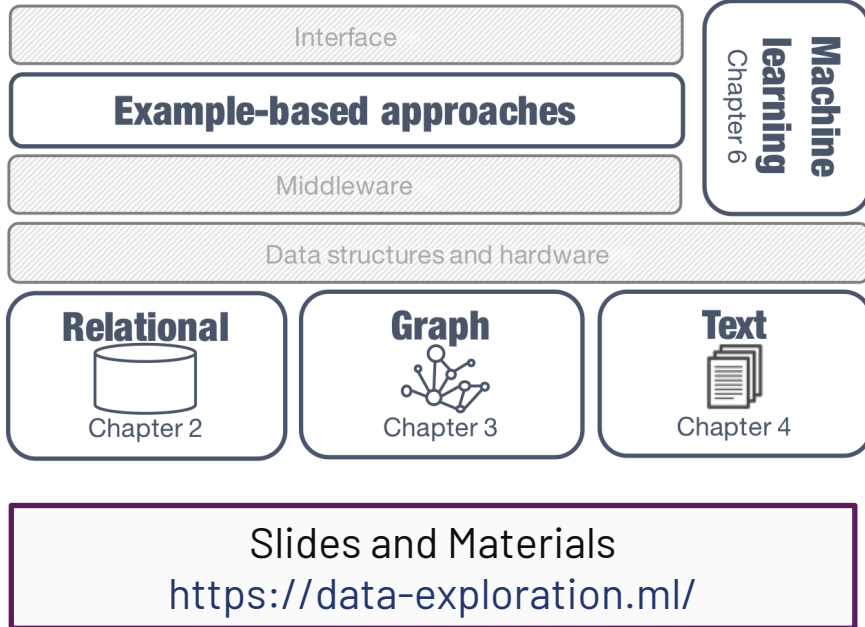 Interface
Example-based approaches
Middleware
Data structures and hardware
Machine
learning
Chapter 6
Relational
Chapter 2
Graph
Chapter 3
Text
Chapter 4
Slides and Materials
https://data-exploration.ml/